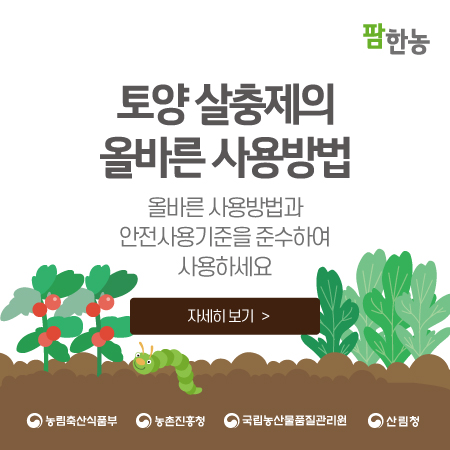 팜한농
토양 살충제의
올바른 사용방법
올바른 사용방법과
안전사용기준을 준수하여
사용하세요
자세히 보기 >
농림축산식품부 농촌진흥청 국립농산물품질관리원 산림청